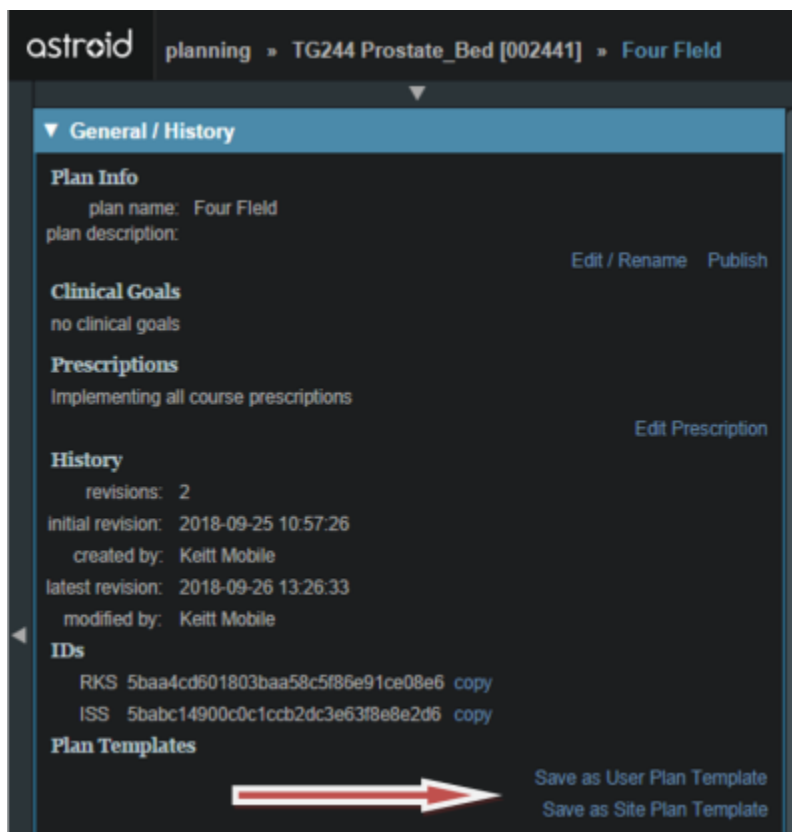 astroid planning » TG244 Prostate_Bed [002441] » Four Fleld
General / History
Plan Info
plan name: Four Fleld
plan description:
Edit / Rename Publish
Clinical Goals
no clinical goals
Prescriptions
Implementing all course prescriptions
Edit Prescription
History
revisions: 2
initial revision: 2018-09-25 10:57:26
created by: Keitt Mobile
latest revision: 2018-09-26 13:26:33
modified by: Keitt Mobile
IDs
RKS 5baa4cd601803baa58c5f86e91ce08e6 copy
ISS 5babc14900c0c1ccb2dc3e63f8e8e2d6 copy
Plan Templates
Save as User Plan Template
Save as Site Plan Template